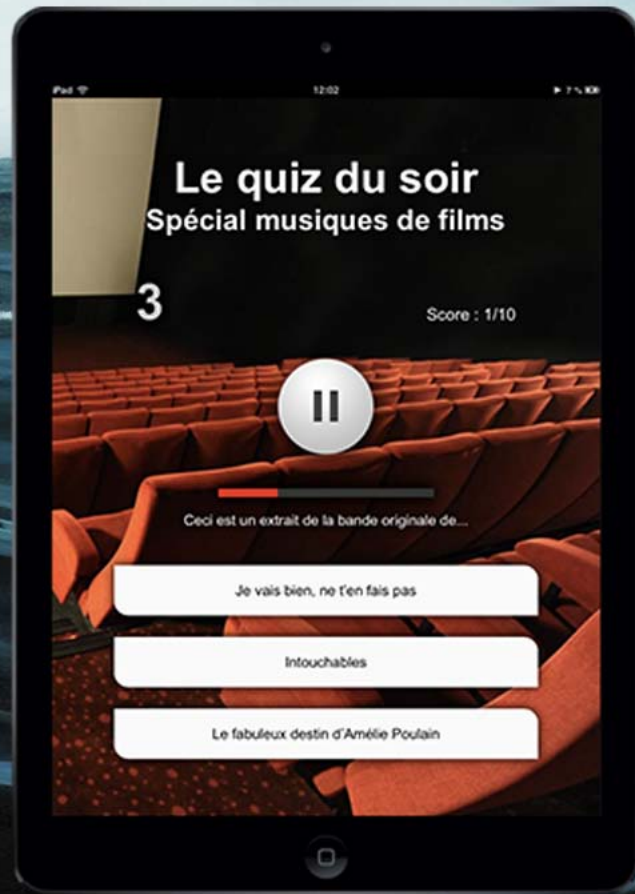 iPad
12:02
Le quiz du soir
Spécial musiques de films
3
Score : 1/10
Ceci est un extrait de la bande originale de...
Je vais bien, ne t'en fais pas
Intouchables
Le fabuleux destin d'Amélie Poulain